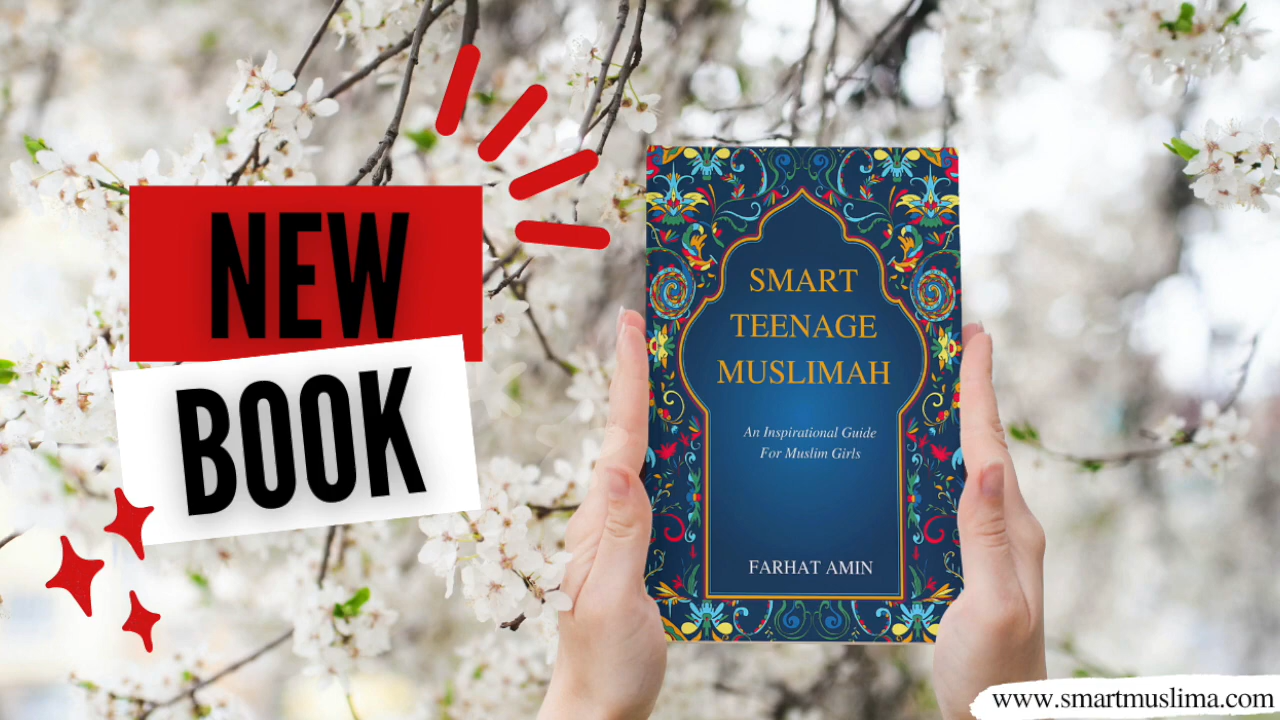 NEW
BOOK
SMART
TEENAGE
MUSLIMAH
An Inspirational Guide
For Muslim Girls
FARHAT AMIN
www.smartmuslima.com